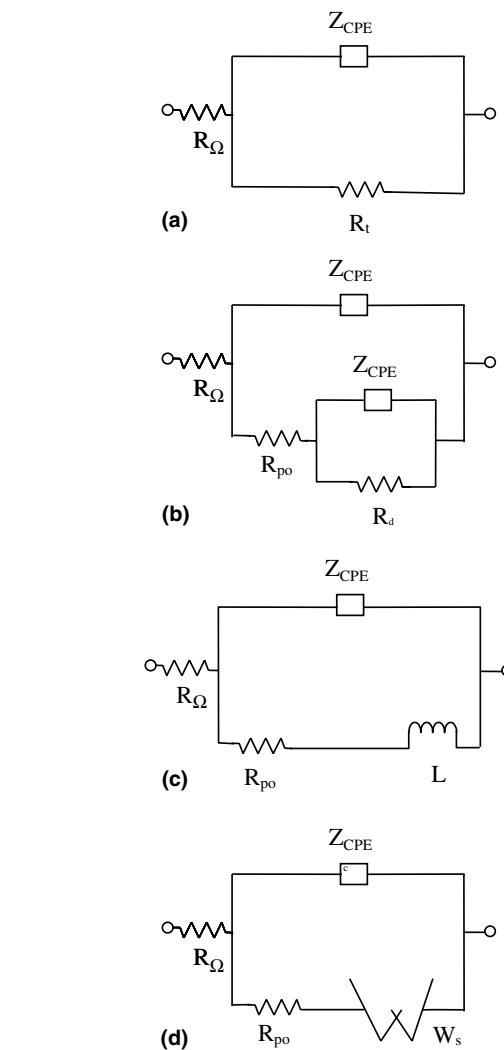 Z_CPE
R_Ω
R_t
(a)
Z_CPE
Z_CPE
R_Ω
R_po
R_d
(b)
Z_CPE
R_Ω
R_po
L
(c)
Z_CPE
c
R_Ω
R_po
W_s
(d)